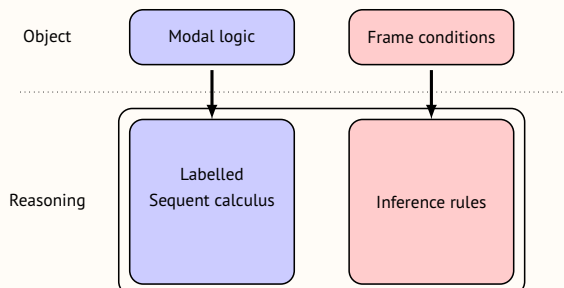 Object
Modal logic
Frame conditions
Reasoning
Labelled
Sequent calculus
Inference rules